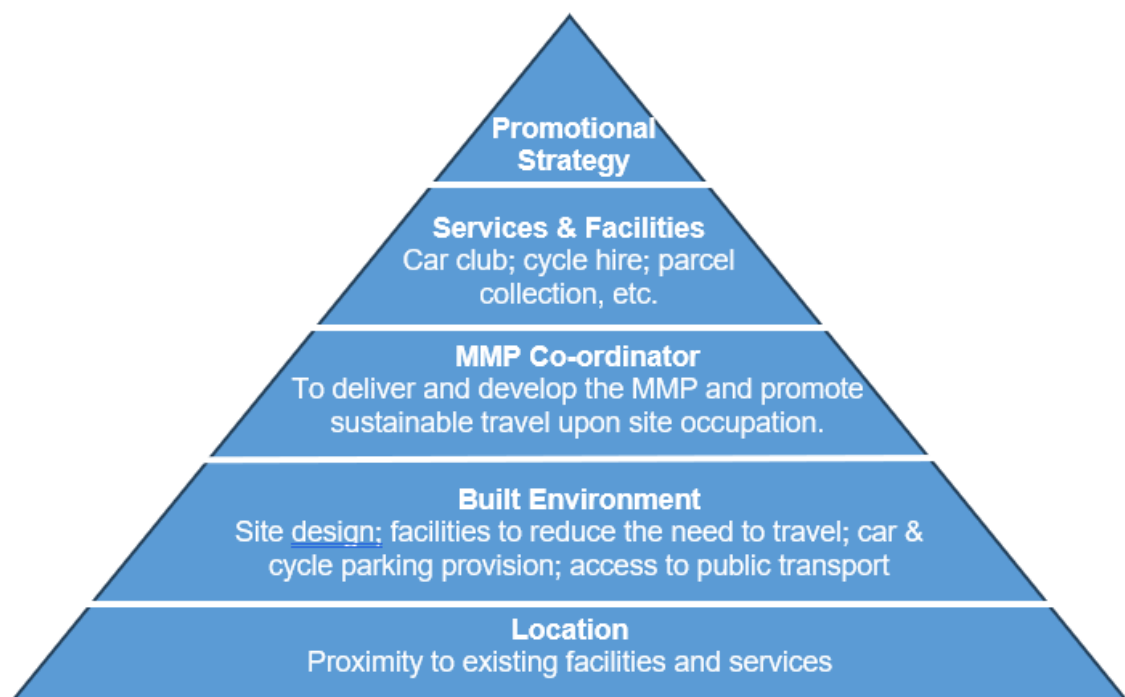 Promotional
Strategy
Services & Facilities
Car club; cycle hire; parcel
collection, etc.
MMP Co-ordinator
To deliver and develop the MMP and promote
sustainable travel upon site occupation.
Built Environment
Site design; facilities to reduce the need to travel; car &
cycle parking provision; access to public transport
Location
Proximity to existing facilities and services